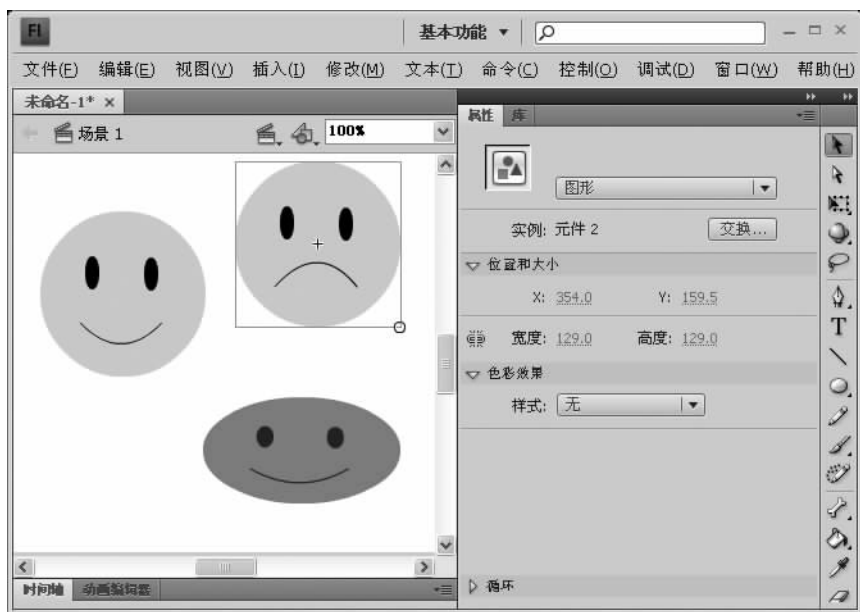 Fl 基本功能
文件(F) 编辑(E) 视图(V) 插入(I) 修改(M) 文本(T) 命令(C) 控制(O) 调试(D) 窗口(W) 帮助(H)
未命名-1*
场景 1 100%
属性 库
图形
实例: 元件 2 交换...
位置和大小
X: 354.0 Y: 159.5
宽度: 129.0 高度: 129.0
色彩效果
样式: 无
循环
时间轴 动画编辑器
T